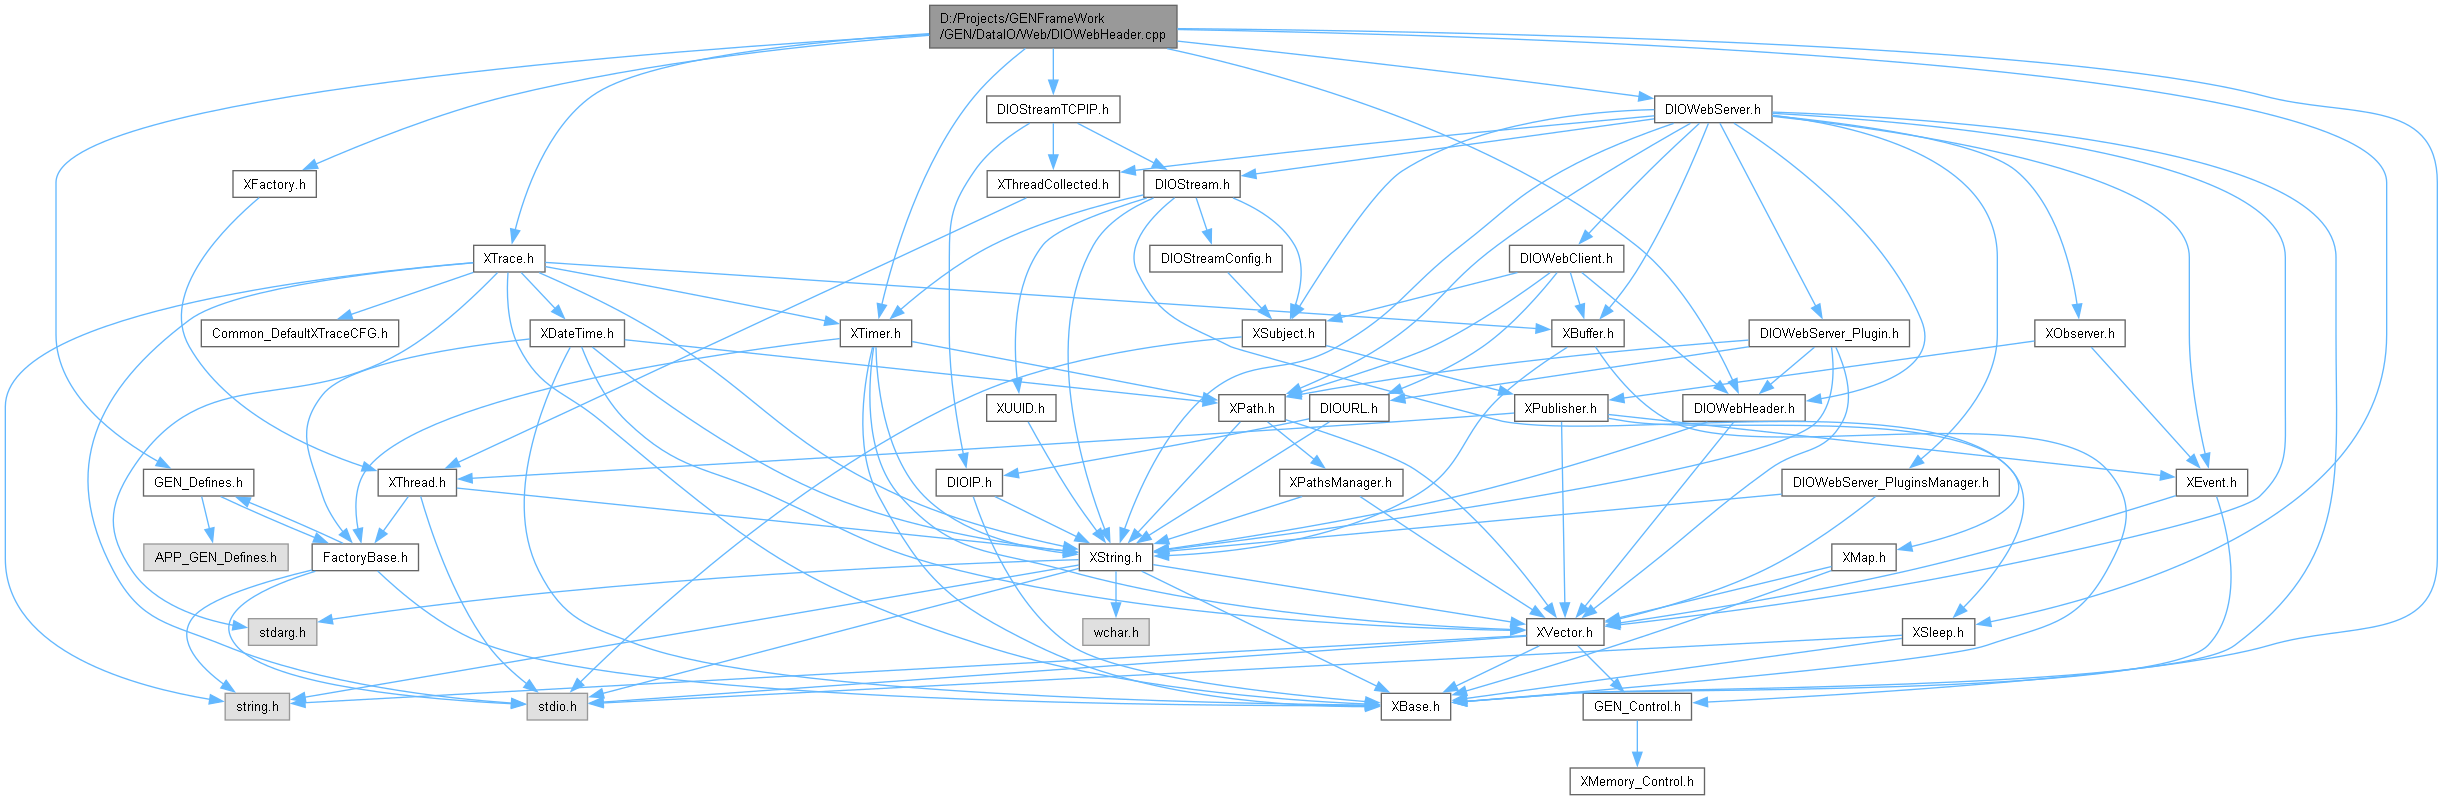 D:/Projects/GENFrameWork
/GEN/DataIO/Web/DIOWebHeader.cpp
DIOStreamTCPIP.h
DIOWebServer.h
XFactory.h
XThreadCollected.h
DIOStream.h
XTrace.h
DIOStreamConfig.h
DIOWebClient.h
Common_DefaultXTraceCFG.h
XDateTime.h
XTimer.h
XSubject.h
XBuffer.h
DIOWebServer_Plugin.h
XObserver.h
XUUID.h
XPath.h
DIOURL.h
XPublisher.h
DIOWebHeader.h
GEN_Defines.h
XThread.h
DIOIP.h
XPathsManager.h
DIOWebServer_PluginsManager.h
XEvent.h
APP_GEN_Defines.h
FactoryBase.h
XString.h
XMap.h
stdarg.h
wchar.h
XVector.h
XSleep.h
string.h
stdio.h
XBase.h
GEN_Control.h
XMemory_Control.h